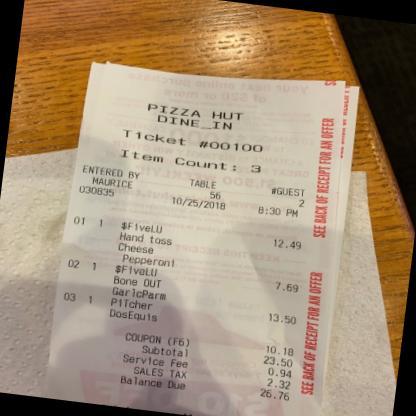 PIZZA HUT
DINE_IN
Ticket #00100
Item Count: 3
ENTERED BY TABLE #GUEST
MAURICE 56 2
030835 10/25/2018 8:30 PM
01 1 $FiveLU 12.49
Hand toss
Cheese
Pepperoni
02 1 $FiveLU 7.69
Bone OUT
GarlcParm
03 1 PITcher 13.50
DosEquis
COUPON (F6) 10.18
Subtotal 23.50
Service Fee 0.94
SALES TAX 2.32
Balance Due 26.76
SEE BACK OF RECEIPT FOR AN OFFER
SEE BACK OF RECEIPT FOR AN OFFER